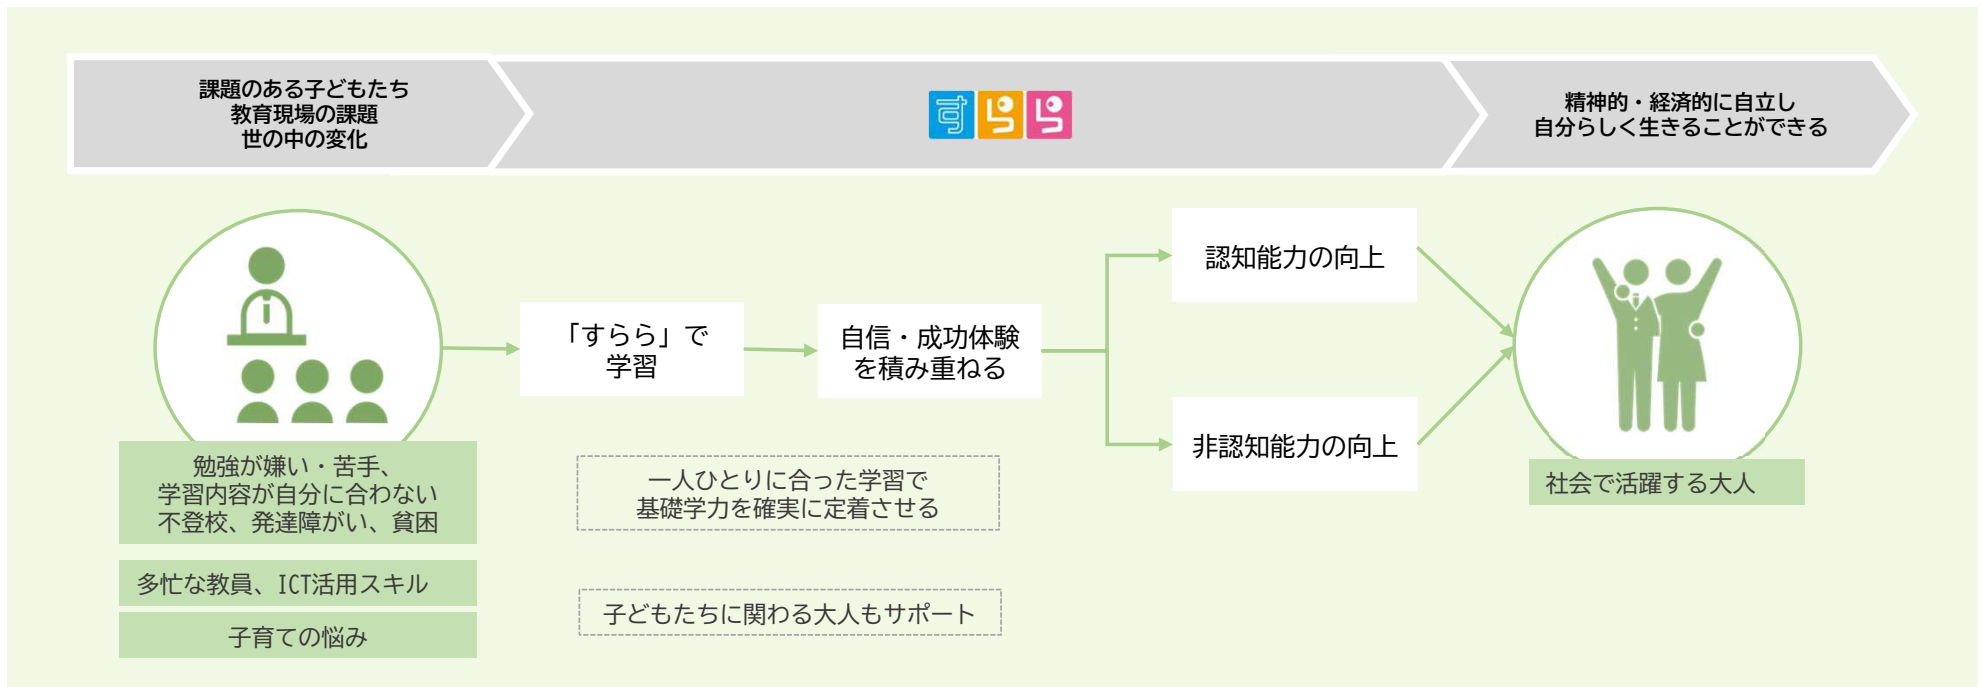 課題のある子どもたち
教育現場の課題
世の中の変化
すらら
精神的・経済的に自立し
自分らしく生きることができる
「すらら」で
学習
自信・成功体験
を積み重ねる
認知能力の向上
非認知能力の向上
勉強が嫌い・苦手、
学習内容が自分に合わない
不登校、発達障がい、貧困
多忙な教員、ICT活用スキル
子育ての悩み
一人ひとりに合った学習で
基礎学力を確実に定着させる
子どもたちに関わる大人もサポート
社会で活躍する大人